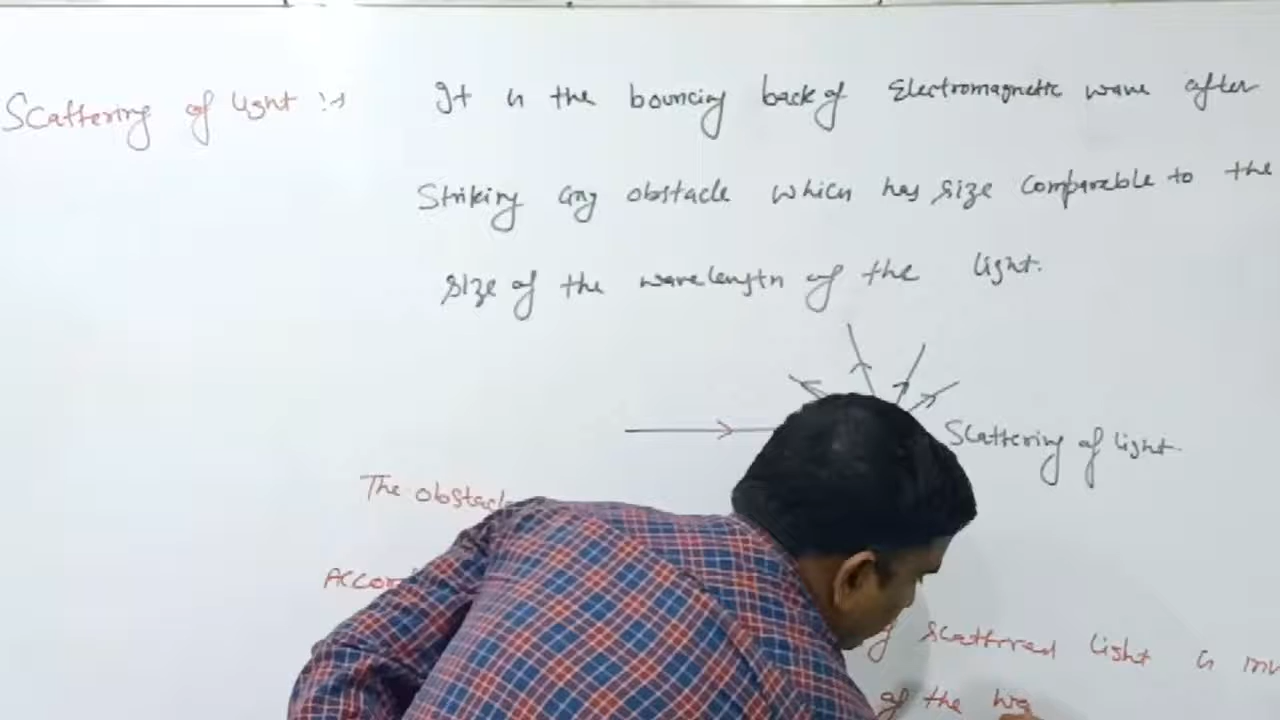 Scattering of light :→ It is the bouncing back of Electromagnetic wave after
Striking any obstacle which has size comparable to the
size of the wavelength of the light.
Scattering of light.
The obstacle
Accor
of scattered light is inv
of the wa